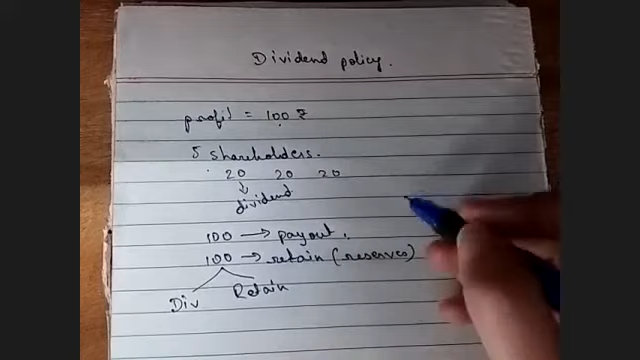 Dividend policy.
profit = 100 ₹
5 shareholders.
20 20 20
↓
dividend
100 → payout.
100 → retain (reserves)
Div Retain